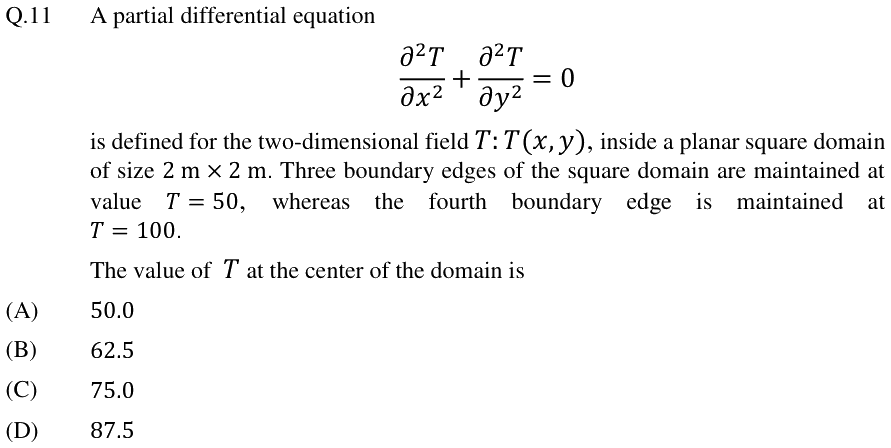 Q.11 A partial differential equation
∂²T/∂x² + ∂²T/∂y² = 0
is defined for the two-dimensional field T: T(x, y), inside a planar square domain
of size 2 m × 2 m. Three boundary edges of the square domain are maintained at
value T = 50, whereas the fourth boundary edge is maintained at
T = 100.
The value of T at the center of the domain is
(A) 50.0
(B) 62.5
(C) 75.0
(D) 87.5